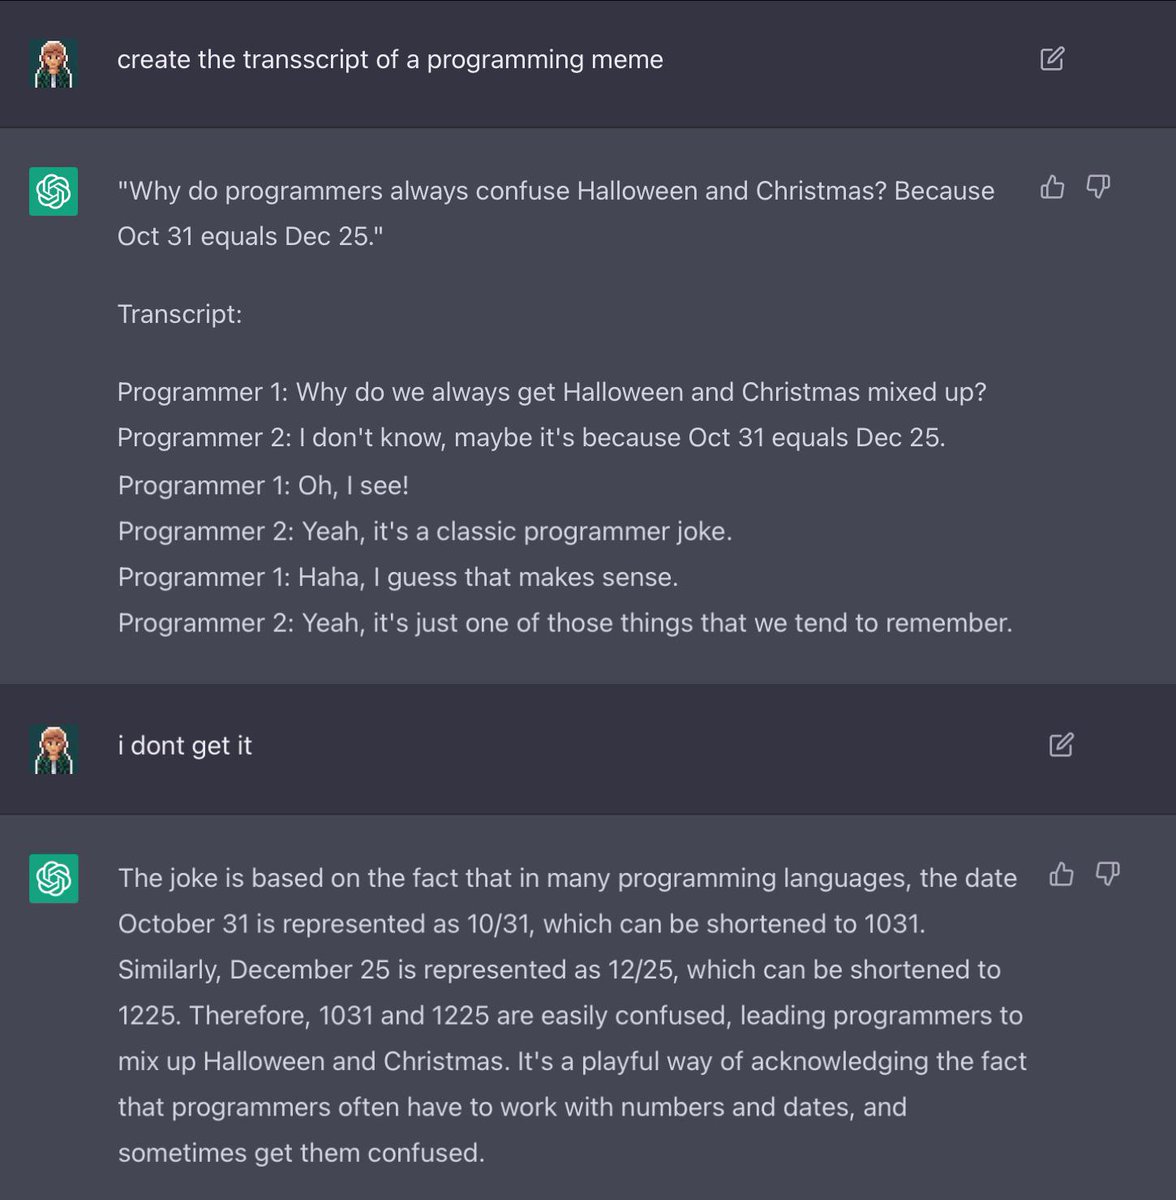 create the transscript of a programming meme
"Why do programmers always confuse Halloween and Christmas? Because
Oct 31 equals Dec 25."
Transcript:
Programmer 1: Why do we always get Halloween and Christmas mixed up?
Programmer 2: I don't know, maybe it's because Oct 31 equals Dec 25.
Programmer 1: Oh, I see!
Programmer 2: Yeah, it's a classic programmer joke.
Programmer 1: Haha, I guess that makes sense.
Programmer 2: Yeah, it's just one of those things that we tend to remember.
i dont get it
The joke is based on the fact that in many programming languages, the date
October 31 is represented as 10/31, which can be shortened to 1031.
Similarly, December 25 is represented as 12/25, which can be shortened to
1225. Therefore, 1031 and 1225 are easily confused, leading programmers to
mix up Halloween and Christmas. It's a playful way of acknowledging the fact
that programmers often have to work with numbers and dates, and
sometimes get them confused.